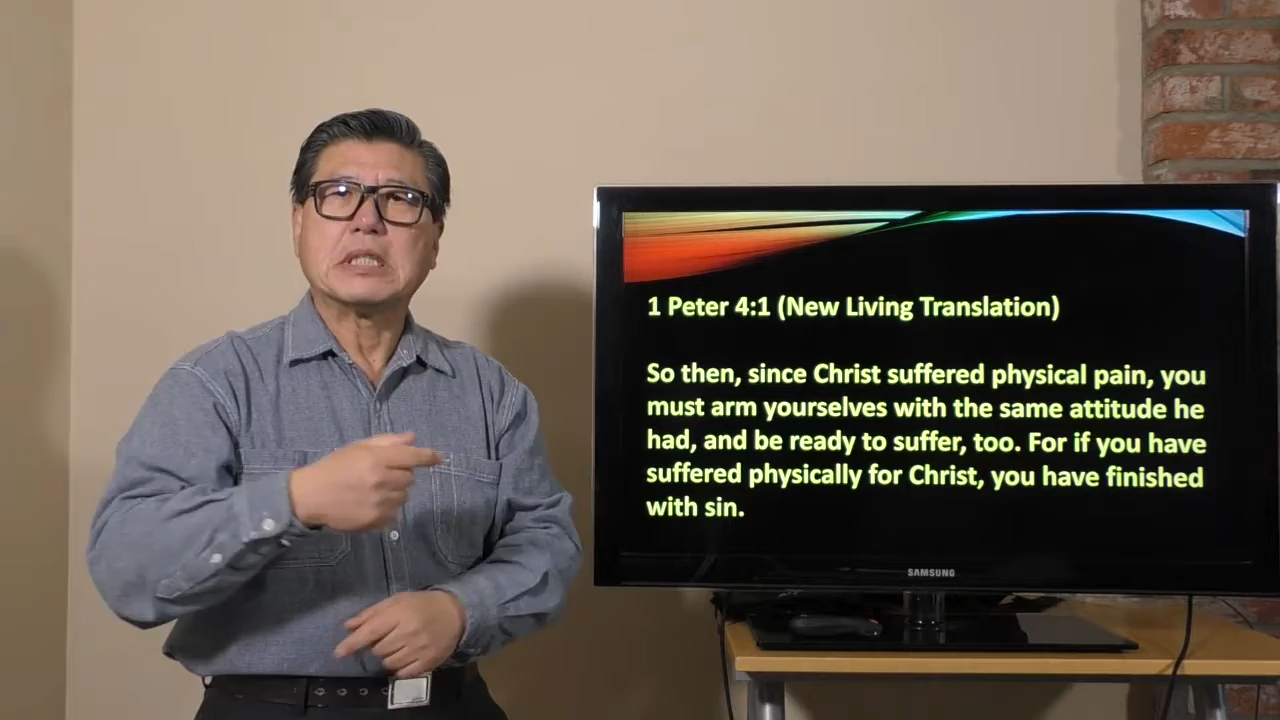 1 Peter 4:1 (New Living Translation)
So then, since Christ suffered physical pain, you
must arm yourselves with the same attitude he
had, and be ready to suffer, too. For if you have
suffered physically for Christ, you have finished
with sin.
SAMSUNG